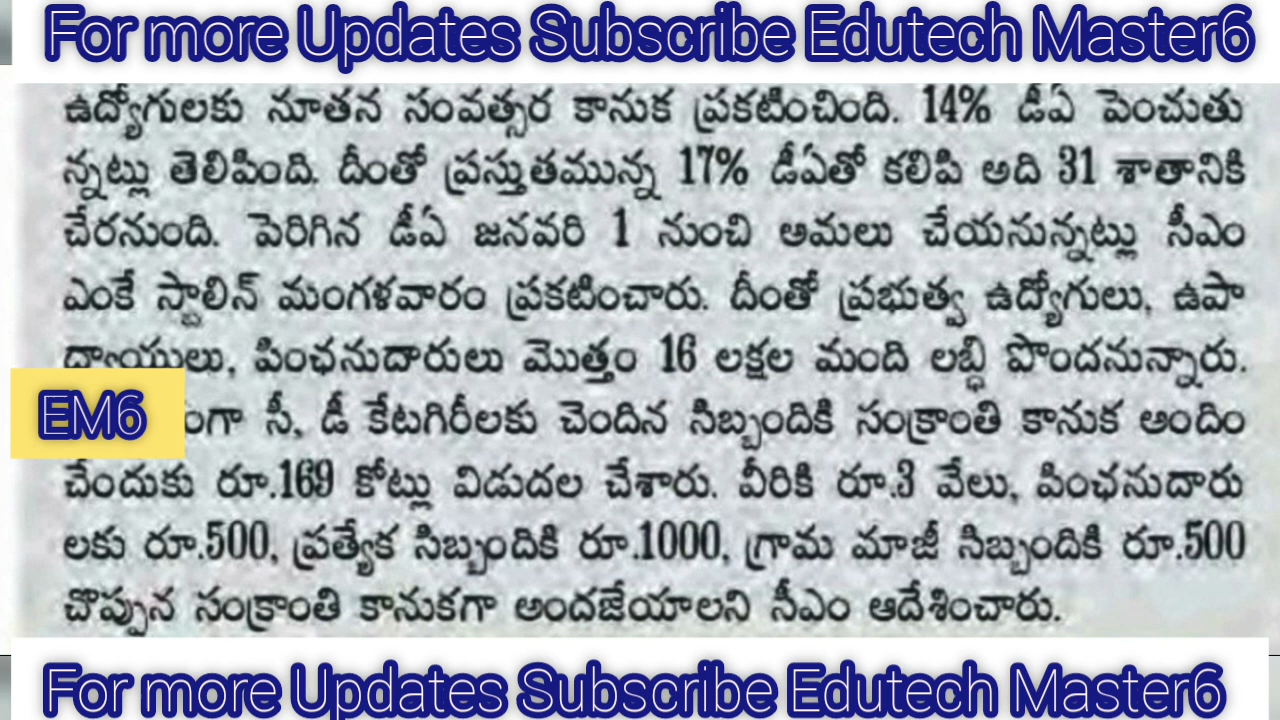 For more Updates Subscribe Edutech Master6
ఉద్యోగులకు నూతన సంవత్సర కానుక ప్రకటించింది. 14% డీఏ పెంచుతు
న్నట్లు తెలిపింది. దీంతో ప్రస్తుతమున్న 17% డీఏతో కలిపి అది 31 శాతానికి
చేరనుంది. పెరిగిన డీఏ జనవరి 1 నుంచి అమలు చేయనున్నట్లు సీఎం
ఎంకే స్టాలిన్ మంగళవారం ప్రకటించారు. దీంతో ప్రభుత్వ ఉద్యోగులు, ఉపా
ధ్యాయులు, పింఛనుదారులు మొత్తం 16 లక్షల మంది లబ్ధి పొందనున్నారు.
EM6 సీ, డీ కేటగిరీలకు చెందిన సిబ్బందికి సంక్రాంతి కానుక అందిం
చేందుకు రూ.169 కోట్లు విడుదల చేశారు. వీరికి రూ.3 వేలు, పింఛనుదారు
లకు రూ.500, ప్రత్యేక సిబ్బందికి రూ.1000, గ్రామ మాజీ సిబ్బందికి రూ.500
చొప్పున సంక్రాంతి కానుకగా అందజేయాలని సీఎం ఆదేశించారు.
For more Updates Subscribe Edutech Master6